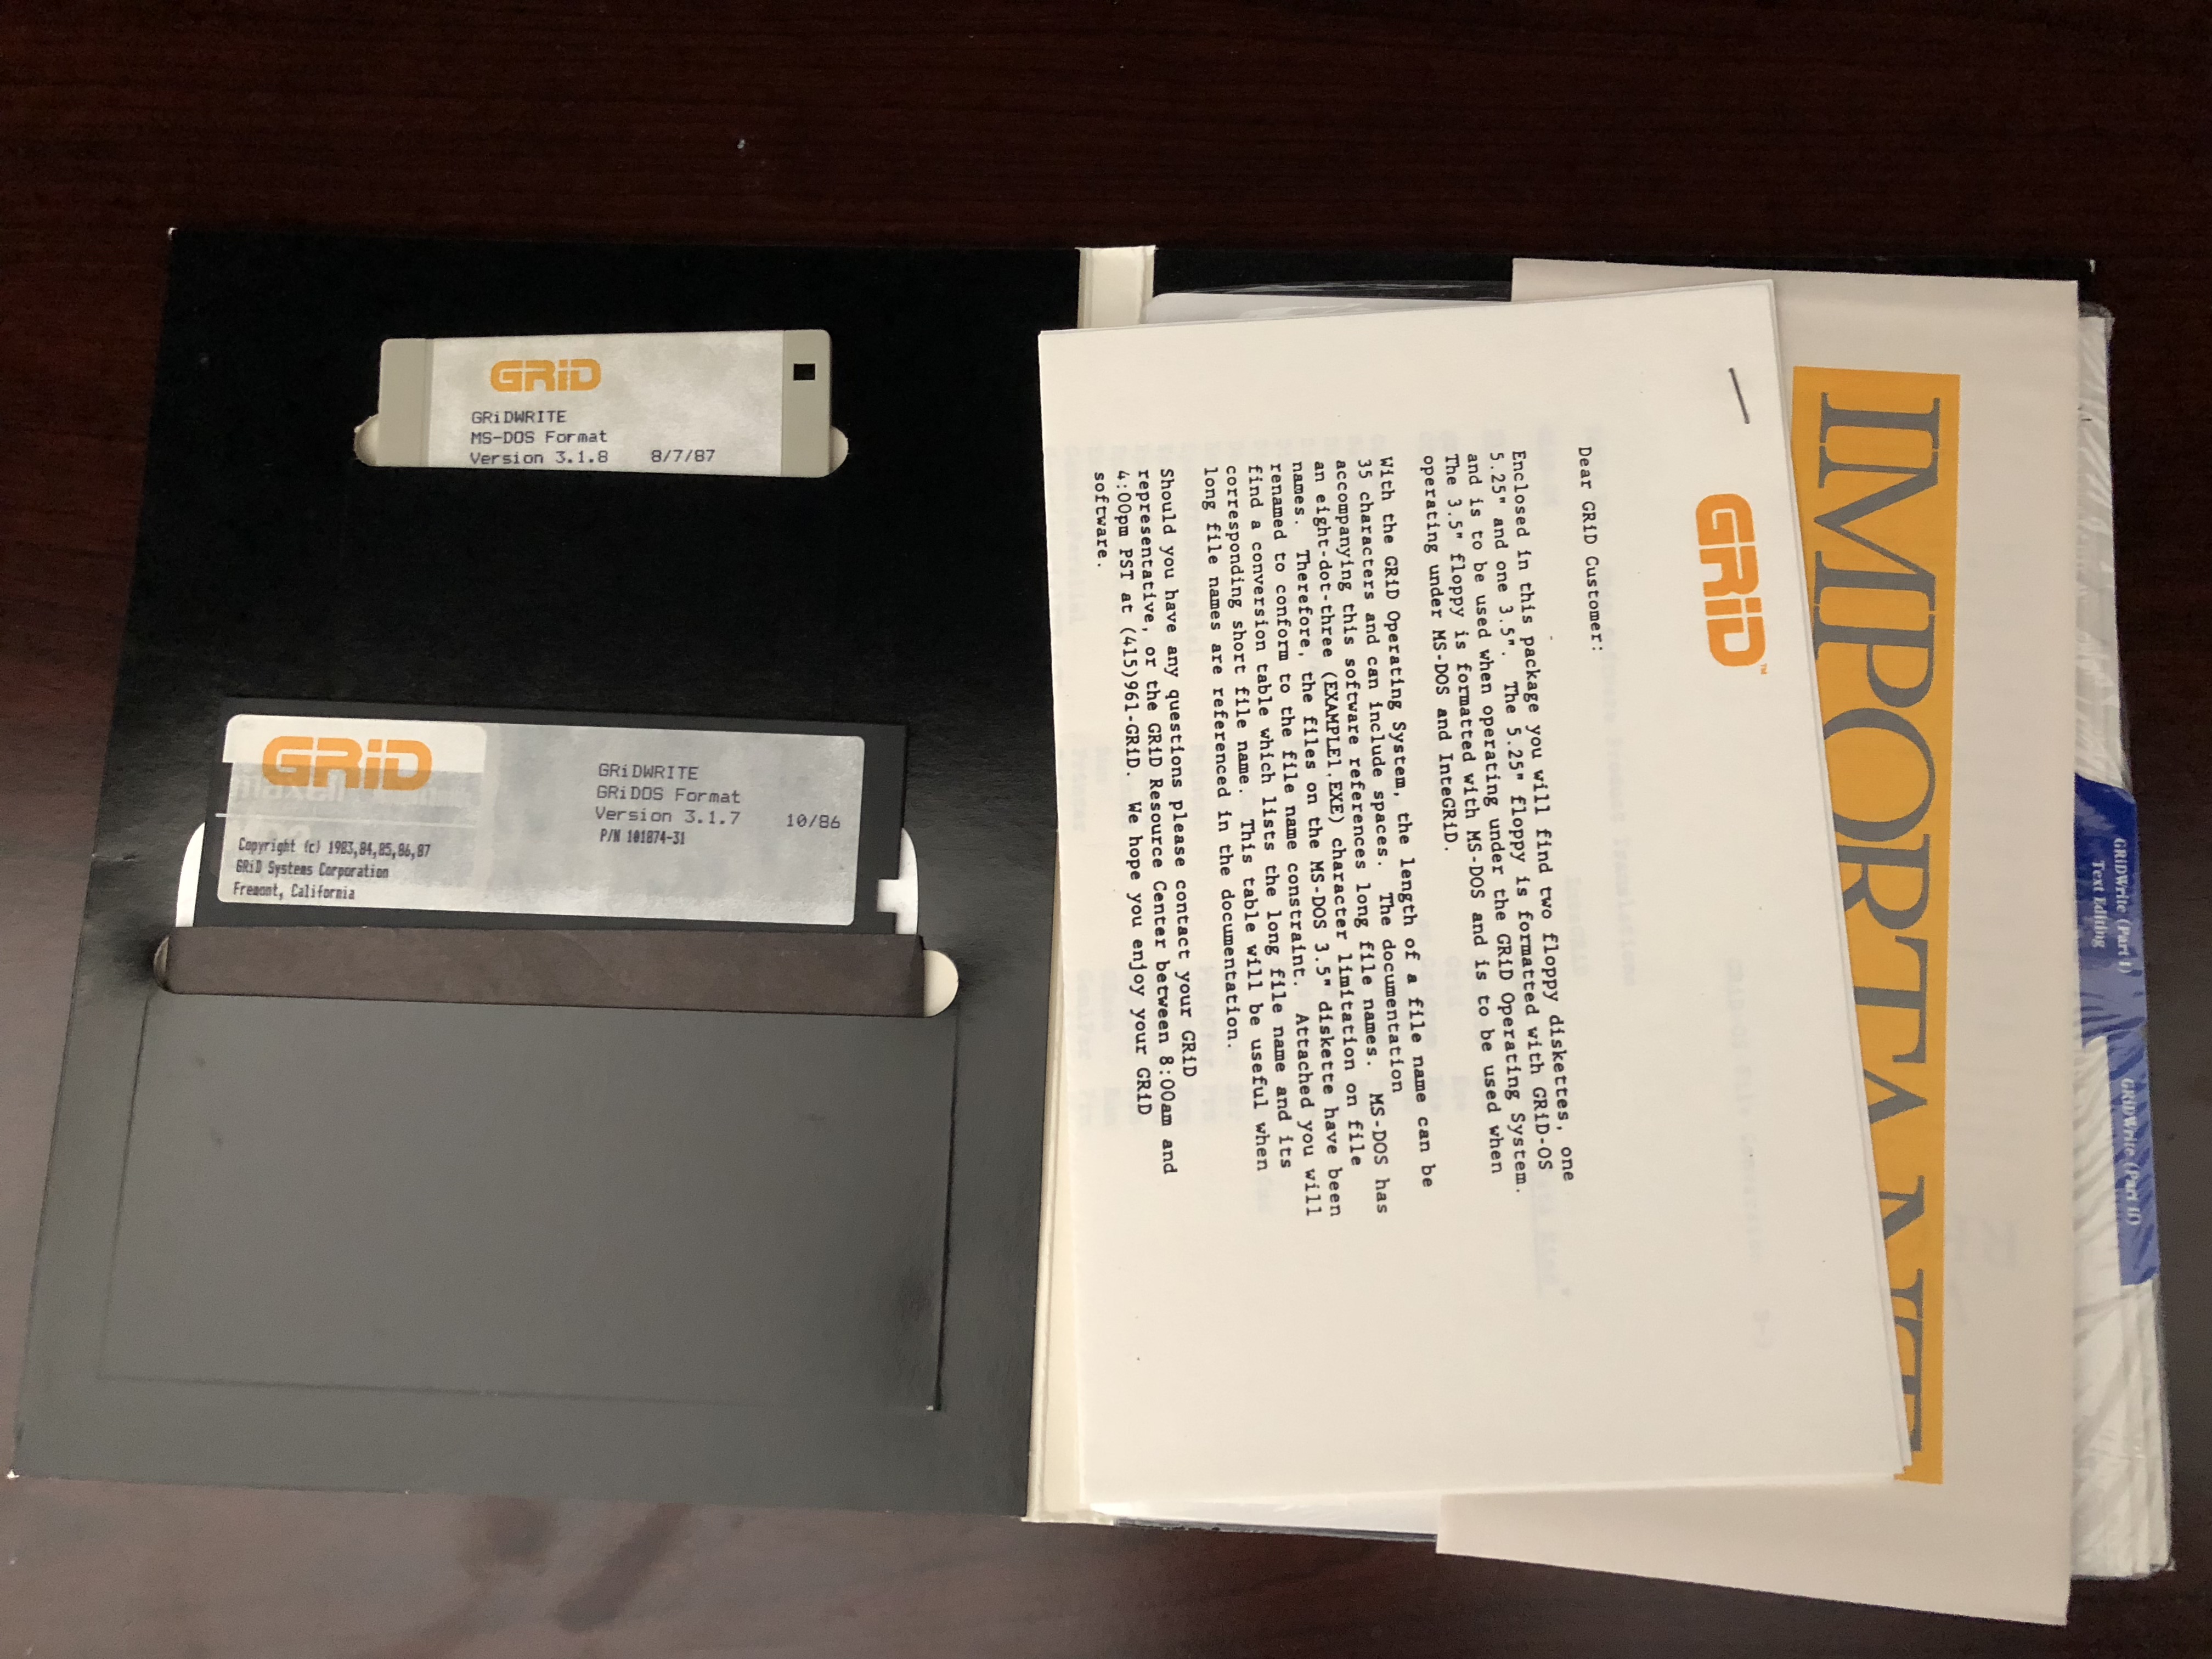 GRiD
GRiDWRITE
MS-DOS Format
Version 3.1.8 8/7/87
GRiD
maxell
GRiDWRITE
GRiDOS Format
Version 3.1.7 10/86
P/N 101874-31
Copyright (c) 1983,84,85,86,87
GRiD Systems Corporation
Fremont, California
GRiD™
Dear GRiD Customer:
Enclosed in this package you will find two floppy diskettes, one
5.25" and one 3.5". The 5.25" floppy is formatted with GRiD-OS
and is to be used when operating under the GRiD Operating System.
The 3.5" floppy is formatted with MS-DOS and is to be used when
operating under MS-DOS and InteGRiD.
With the GRiD Operating System, the length of a file name can be
35 characters and can include spaces. The documentation
accompanying this software references long file names. MS-DOS has
an eight-dot-three (EXAMPLE1.EXE) character limitation on file
names. Therefore, the files on the MS-DOS 3.5" diskette have been
renamed to conform to the file name constraint. Attached you will
find a conversion table which lists the long file name and its
corresponding short file name. This table will be useful when
long file names are referenced in the documentation.
Should you have any questions please contact your GRiD
representative, or the GRiD Resource Center between 8:00am and
4:00pm PST at (415)961-GRiD. We hope you enjoy your GRiD
software.
IMPORTANT
GRiDWrite (Part I)
Text Editing
GRiDWrite (Part II)